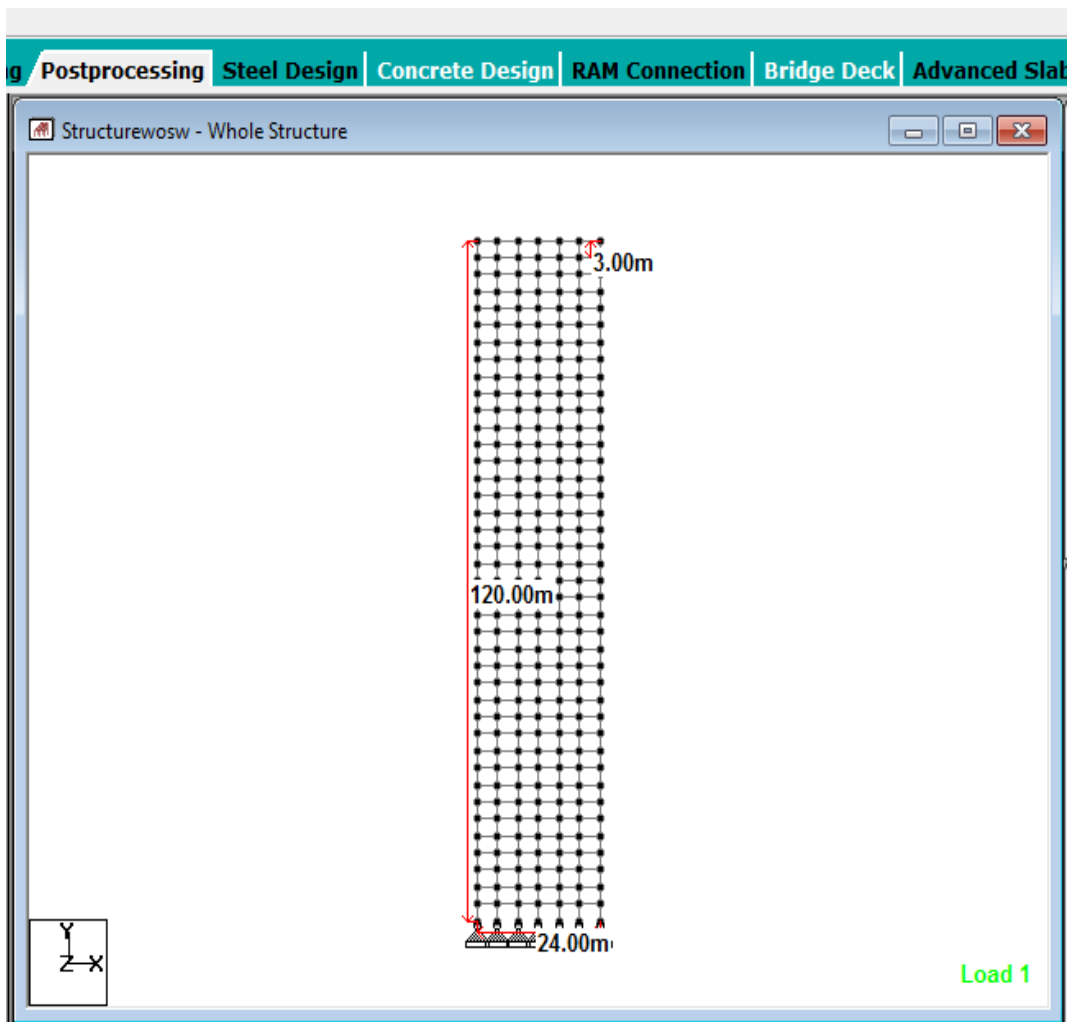 g Postprocessing Steel Design Concrete Design RAM Connection Bridge Deck Advanced Slab
Structurewosw - Whole Structure
3.00m
120.00m
24.00m
Y
Z X
Load 1